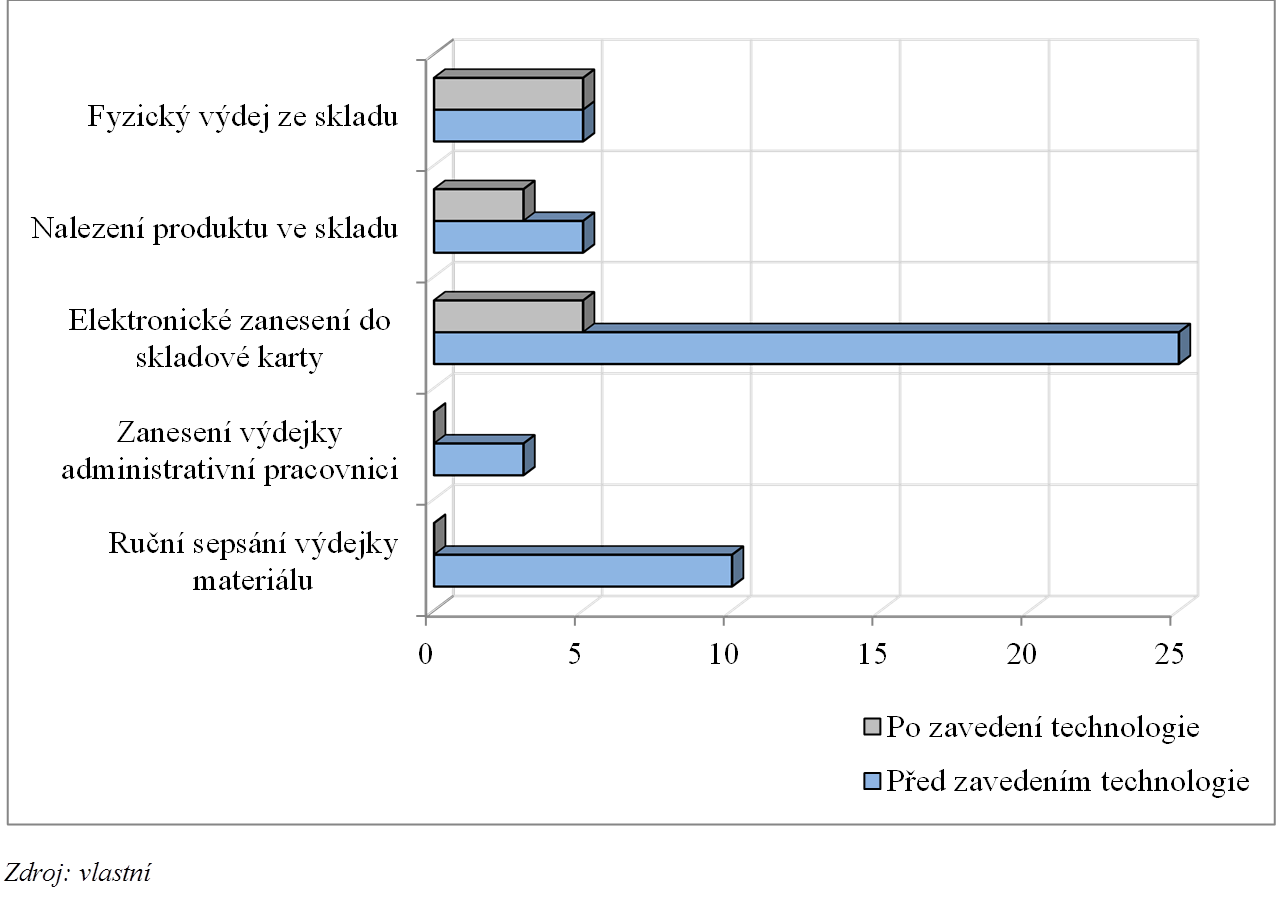 Fyzický výdej ze skladu
Nalezení produktu ve skladu
Elektronické zanesení do
skladové karty
Zanesení výdejky
administrativní pracovnici
Ruční sepsání výdejky
materiálu
0 5 10 15 20 25
Po zavedení technologie
Před zavedením technologie
Zdroj: vlastní